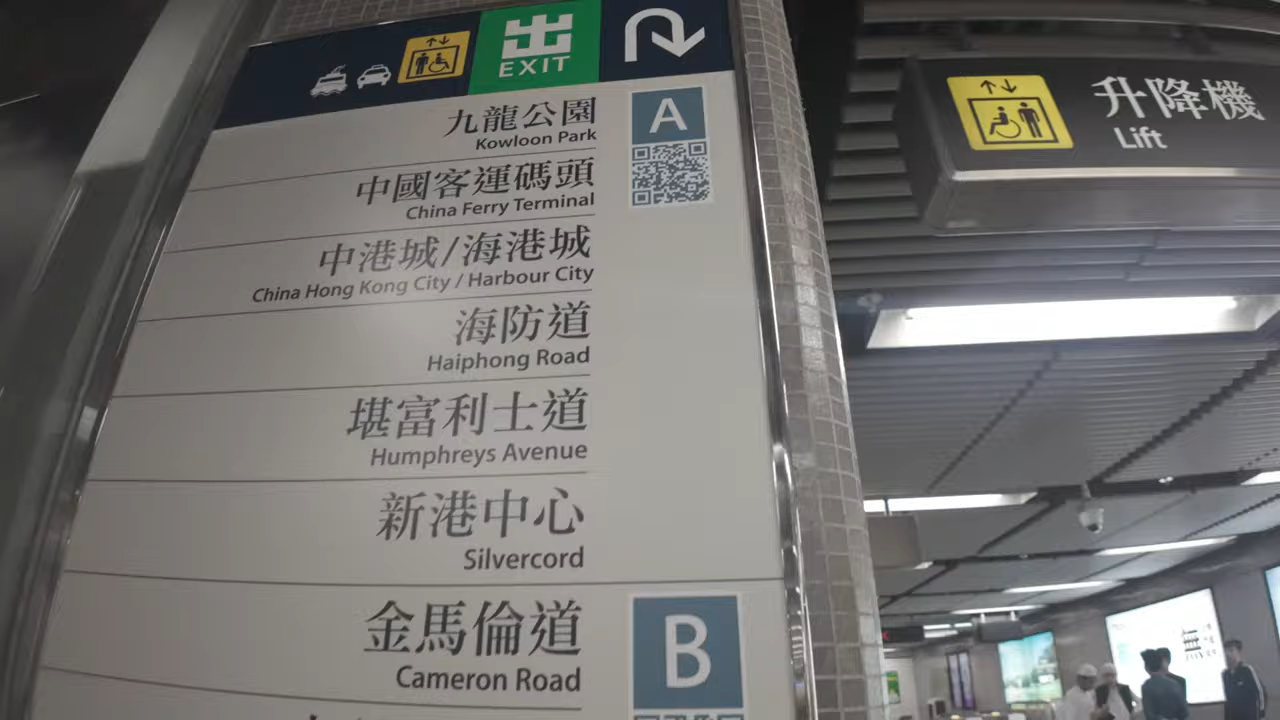 出
EXIT
九龍公園
Kowloon Park
A
中國客運碼頭
China Ferry Terminal
中港城/海港城
China Hong Kong City / Harbour City
海防道
Haiphong Road
堪富利士道
Humphreys Avenue
新港中心
Silvercord
金馬倫道
Cameron Road
B
升降機
Lift